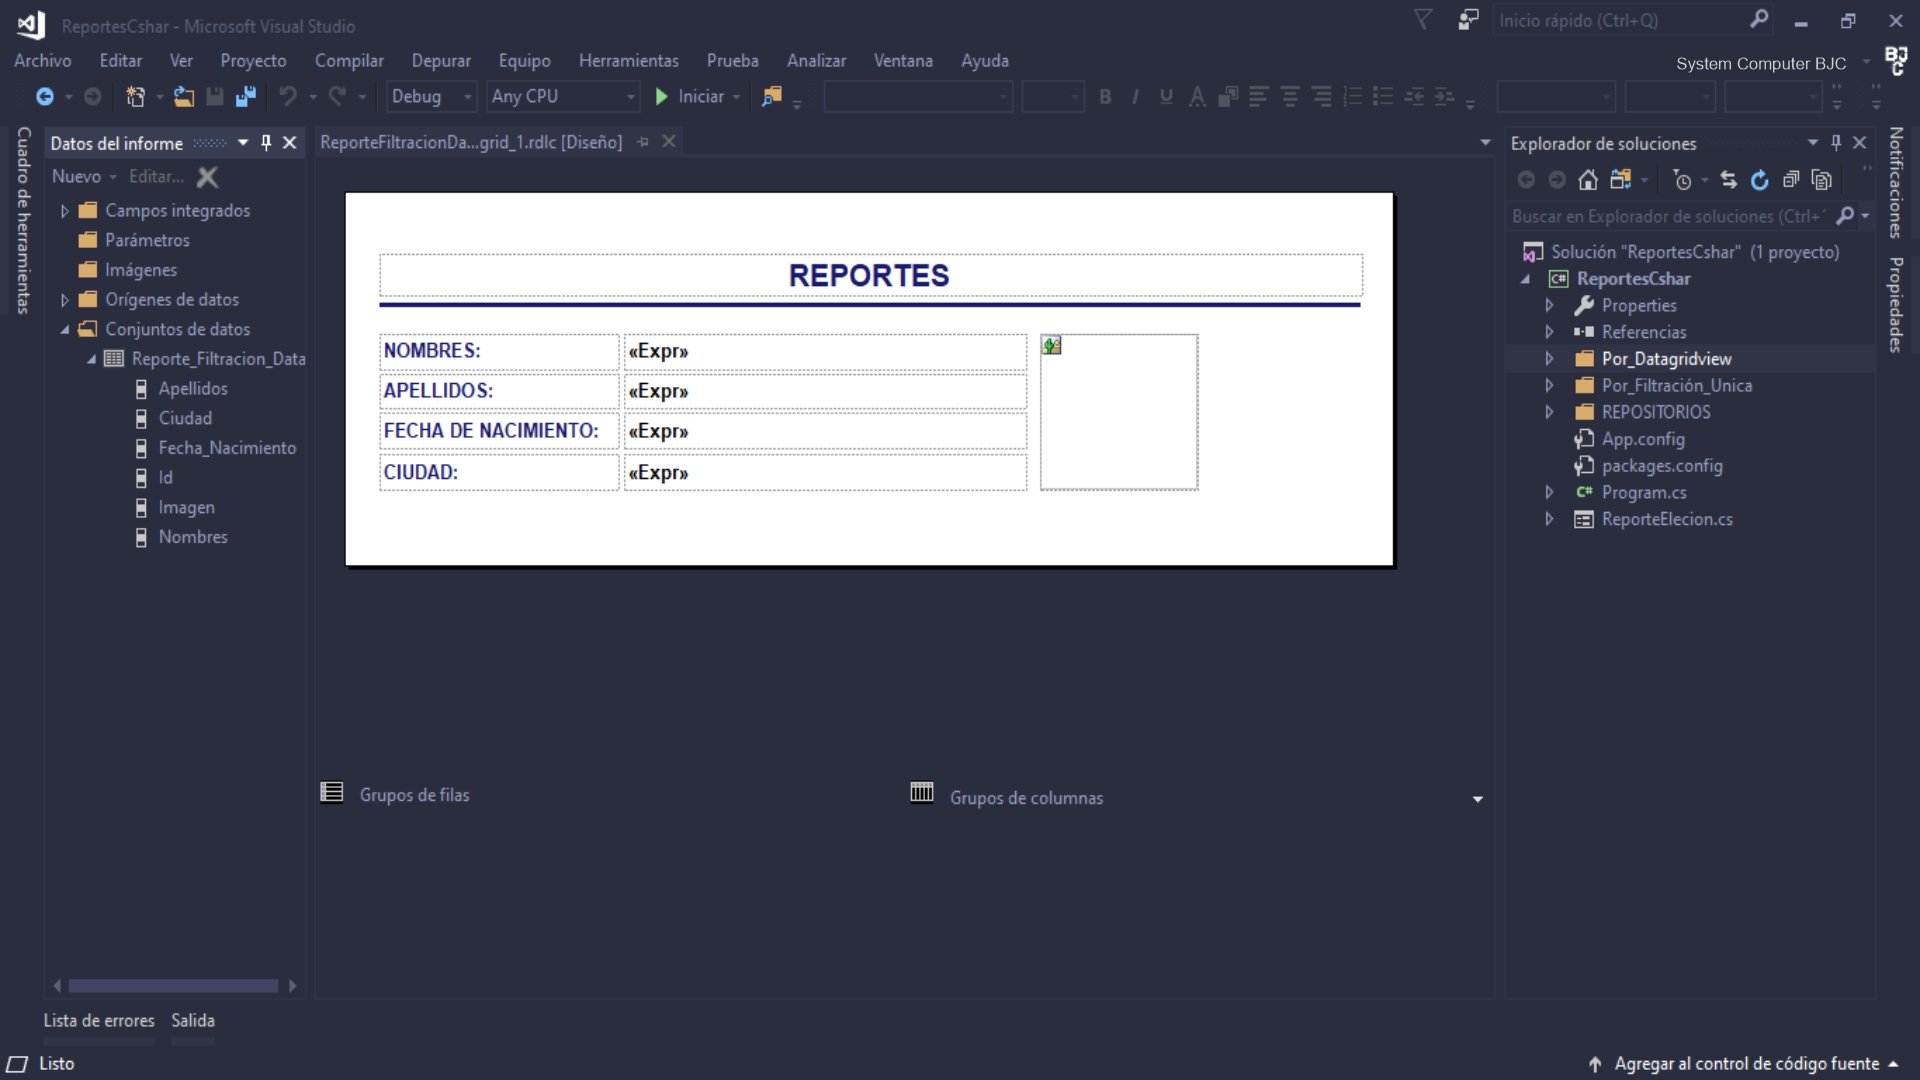 ReportesCshar - Microsoft Visual Studio
Inicio rápido (Ctrl+Q)
Archivo Editar Ver Proyecto Compilar Depurar Equipo Herramientas Prueba Analizar Ventana Ayuda
System Computer BJC
BJC
Debug Any CPU Iniciar
Cuadro de herramientas
Datos del informe
Nuevo Editar...
Campos integrados
Parámetros
Imágenes
Orígenes de datos
Conjuntos de datos
Reporte_Filtracion_Data
Apellidos
Ciudad
Fecha_Nacimiento
Id
Imagen
Nombres
ReporteFiltracionDa...grid_1.rdlc [Diseño]
REPORTES
NOMBRES: «Expr»
APELLIDOS: «Expr»
FECHA DE NACIMIENTO: «Expr»
CIUDAD: «Expr»
Grupos de filas
Grupos de columnas
Explorador de soluciones
Buscar en Explorador de soluciones (Ctrl+
Solución "ReportesCshar" (1 proyecto)
C# ReportesCshar
Properties
Referencias
Por_Datagridview
Por_Filtración_Unica
REPOSITORIOS
App.config
packages.config
C# Program.cs
ReporteElecion.cs
Notificaciones
Propiedades
Lista de errores Salida
Listo
Agregar al control de código fuente